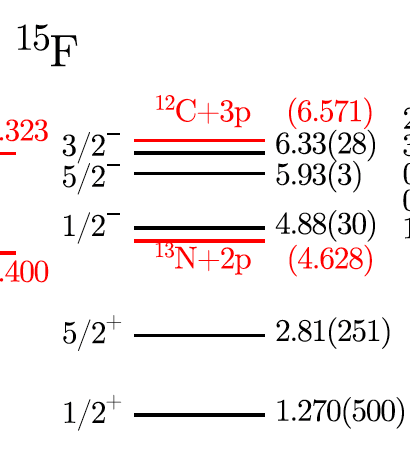 ¹⁵F
¹²C+3p (6.571)
.323
3/2⁻ 6.33(28)
5/2⁻ 5.93(3)
1/2⁻ 4.88(30)
¹³N+2p (4.628)
.400
5/2⁺ 2.81(251)
1/2⁺ 1.270(500)